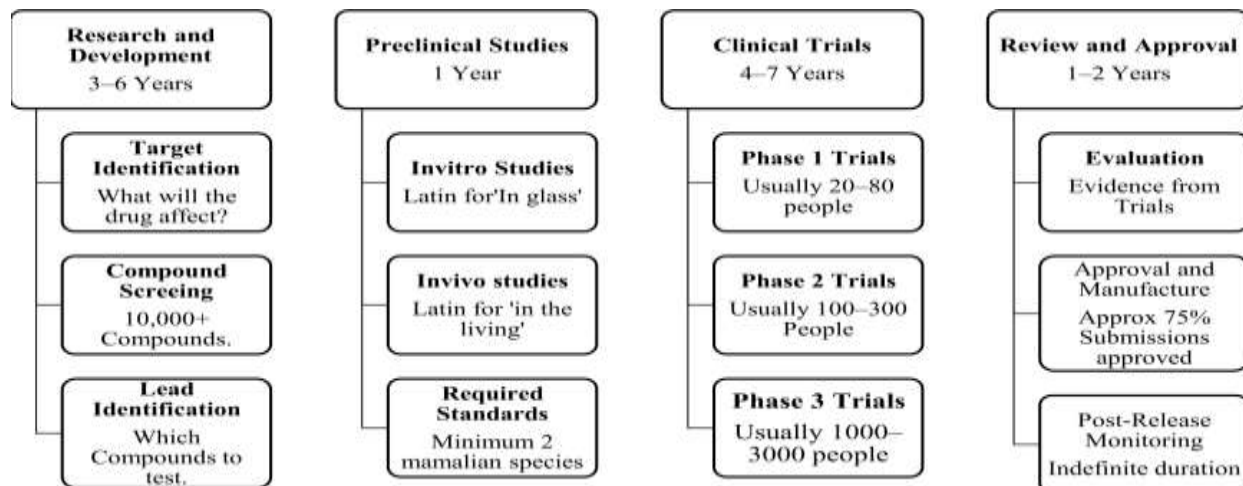 Research and
Development
3–6 Years
Target
Identification
What will the
drug affect?
Compound
Screeing
10,000+
Compounds.
Lead
Identification
Which
Compounds to
test.
Preclinical Studies
1 Year
Invitro Studies
Latin for'In glass'
Invivo studies
Latin for 'in the
living'
Required
Standards
Minimum 2
mamalian species
Clinical Trials
4–7 Years
Phase 1 Trials
Usually 20–80
people
Phase 2 Trials
Usually 100–300
People
Phase 3 Trials
Usually 1000–
3000 people
Review and Approval
1–2 Years
Evaluation
Evidence from
Trials
Approval and
Manufacture
Approx 75%
Submissions
approved
Post-Release
Monitoring
Indefinite duration